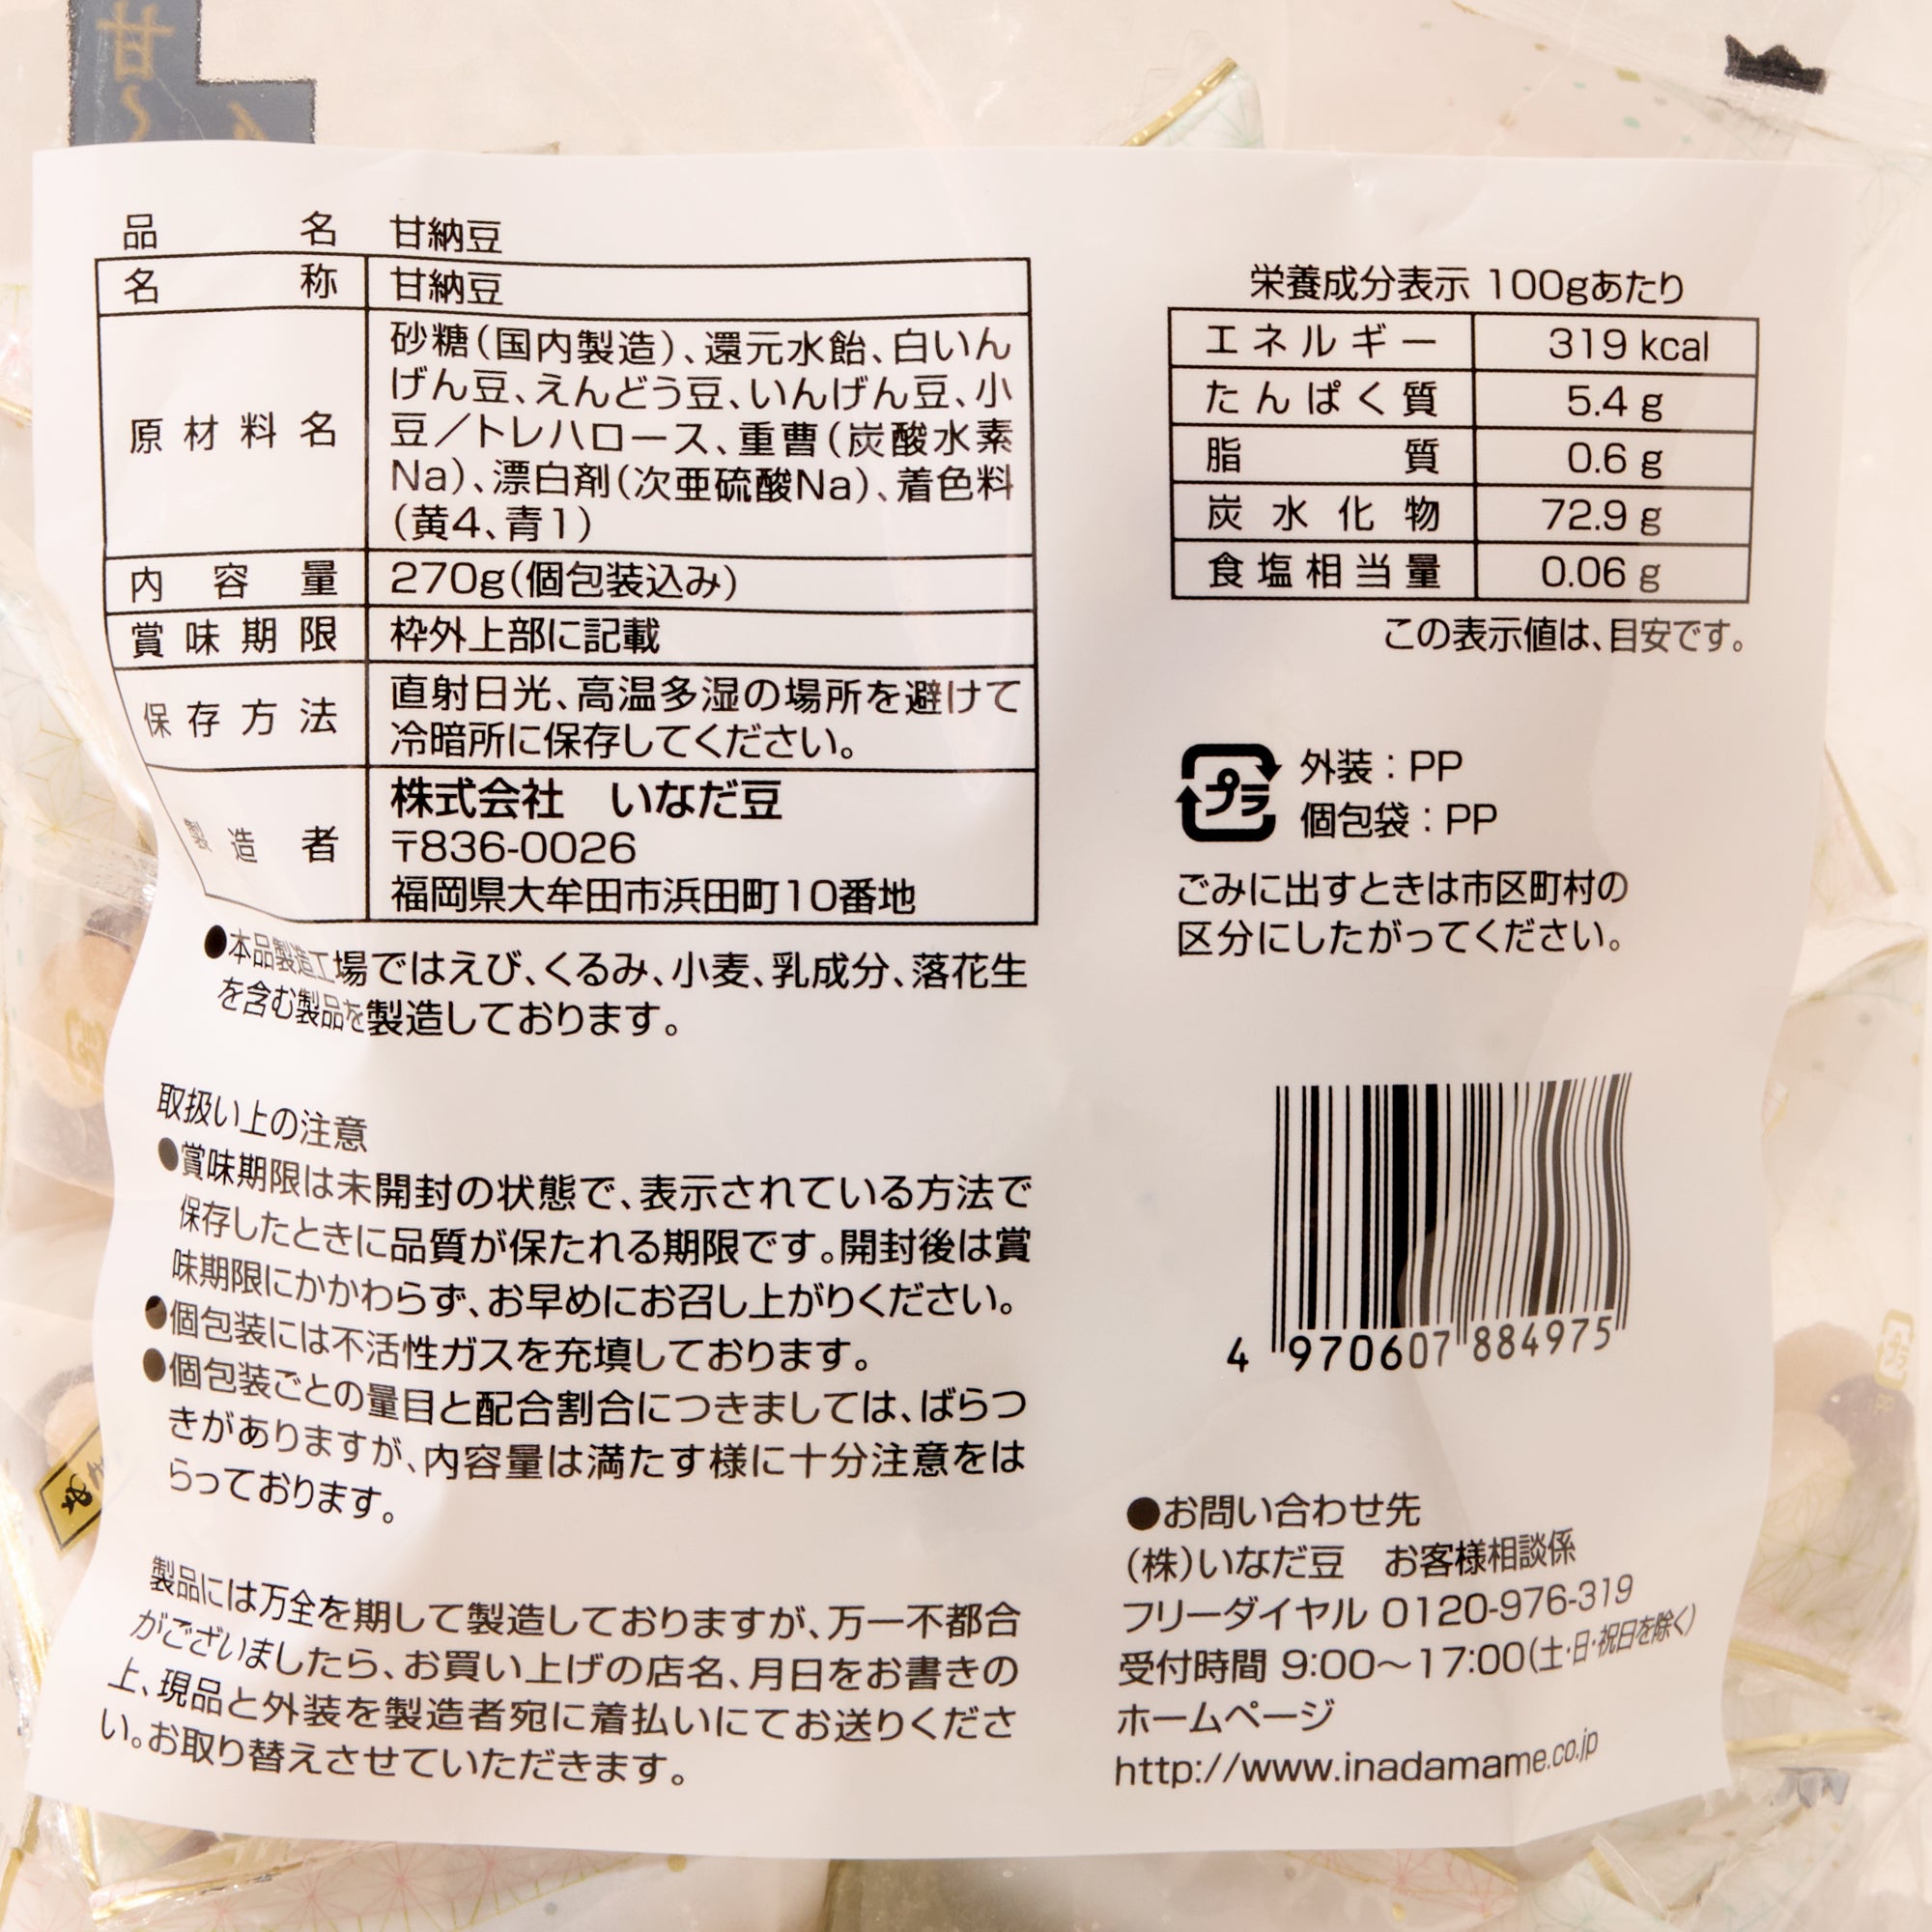 品名 甘納豆
名称 甘納豆
原材料名 砂糖(国内製造)、還元水飴、白いん
げん豆、えんどう豆、いんげん豆、小
豆/トレハロース、重曹(炭酸水素
Na)、漂白剤(次亜硫酸Na)、着色料
(黄4、青1)
内容量 270g(個包装込み)
賞味期限 枠外上部に記載
保存方法 直射日光、高温多湿の場所を避けて
冷暗所に保存してください。
製造者 株式会社 いなだ豆
〒836-0026
福岡県大牟田市浜田町10番地
●本品製造工場ではえび、くるみ、小麦、乳成分、落花生
を含む製品を製造しております。
取扱い上の注意
●賞味期限は未開封の状態で、表示されている方法で
保存したときに品質が保たれる期限です。開封後は賞
味期限にかかわらず、お早めにお召し上がりください。
●個包装には不活性ガスを充填しております。
●個包装ごとの量目と配合割合につきましては、ばらつ
きがありますが、内容量は満たす様に十分注意をは
らっております。
製品には万全を期して製造しておりますが、万一不都合
がございましたら、お買い上げの店名、月日をお書きの
上、現品と外装を製造者宛に着払いにてお送りくださ
い。お取り替えさせていただきます。
栄養成分表示 100gあたり
エネルギー 319 kcal
たんぱく質 5.4 g
脂質 0.6 g
炭水化物 72.9 g
食塩相当量 0.06 g
この表示値は、目安です。
プラ
外装:PP
個包袋:PP
ごみに出すときは市区町村の
区分にしたがってください。
4 970607 884975
●お問い合わせ先
(株)いなだ豆 お客様相談係
フリーダイヤル 0120-976-319
受付時間 9:00〜17:00(土・日・祝日を除く)
ホームページ
http://www.inadamame.co.jp